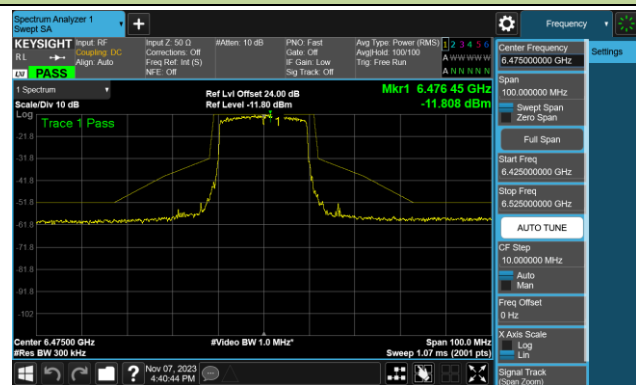 Spectrum Analyzer 1
Swept SA
Frequency
KEYSIGHT
R L
LXI
PASS
Input: RF
Coupling: DC
Align: Auto
Input Z: 50 Ω
Corrections: Off
Freq Ref: Int (S)
NFE: Off
#Atten: 10 dB
PNO: Fast
Gate: Off
IF Gain: Low
Sig Track: Off
Avg Type: Power (RMS)
Avg|Hold: 100/100
Trig: Free Run
1 2 3 4 5 6
A W W W W W
A N N N N N
1 Spectrum
Scale/Div 10 dB
Log
Ref Lvl Offset 24.00 dB
Ref Level -11.80 dBm
Mkr1 6.476 45 GHz
-11.808 dBm
Trace 1 Pass
1
-21.8
-31.8
-41.8
-51.8
-61.8
-71.8
-81.8
-91.8
-102
Center 6.47500 GHz
#Res BW 300 kHz
#Video BW 1.0 MHz*
Span 100.0 MHz
Sweep 1.07 ms (2001 pts)
Nov 07, 2023
4:40:44 PM
Center Frequency
6.475000000 GHz
Settings
Span
100.000000 MHz
Swept Span
Zero Span
Full Span
Start Freq
6.425000000 GHz
Stop Freq
6.525000000 GHz
AUTO TUNE
CF Step
10.000000 MHz
Auto
Man
Freq Offset
0 Hz
X Axis Scale
Log
Lin
Signal Track
(Span Zoom)